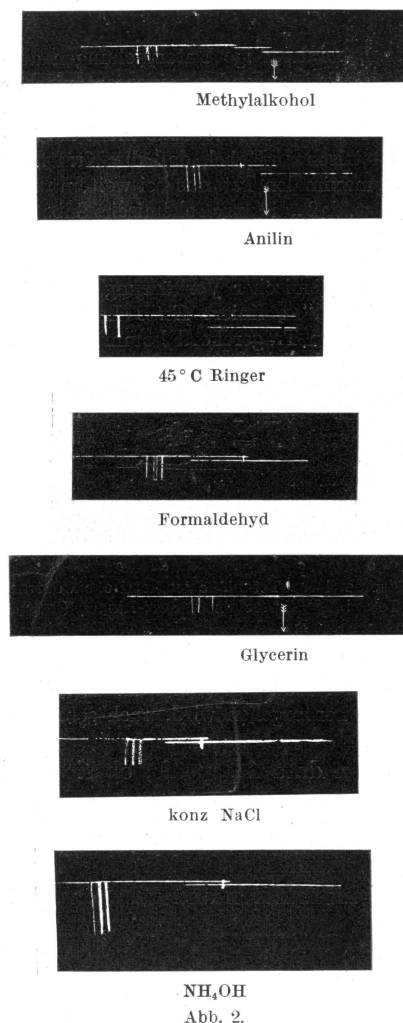 Methylalkohol
Anilin
45° C Ringer
Formaldehyd
Glycerin
konz NaCl
NH₄OH
Abb. 2.